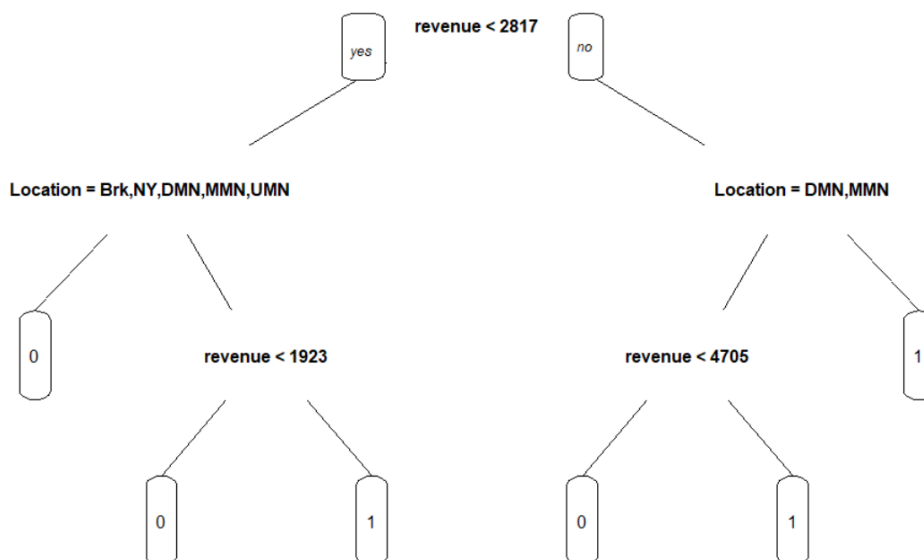 revenue < 2817
yes
no
Location = Brk,NY,DMN,MMN,UMN
Location = DMN,MMN
0
revenue < 1923
revenue < 4705
1
0
1
0
1